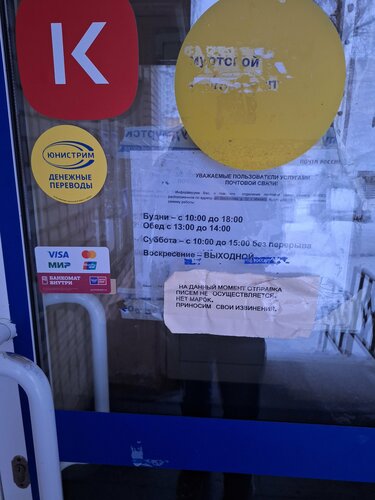 K
ЮНИСТРИМ
ДЕНЕЖНЫЕ
ПЕРЕВОДЫ
УВАЖАЕМЫЕ ПОЛЬЗОВАТЕЛИ УСЛУГАМИ
ПОЧТОВОЙ СВЯЗИ!
Будни – с 10:00 до 18:00
Обед с 13:00 до 14:00
Суббота – с 10:00 до 15:00 без перерыва
Воскресение – ВЫХОДНОЙ
VISA
МИР
БАНКОМАТ
ВНУТРИ
НА ДАННЫЙ МОМЕНТ ОТПРАВКА
ПИСЕМ НЕ ОСУЩЕСТВЛЯЕТСЯ.
НЕТ МАРОК.
ПРИНОСИМ СВОИ ИЗВИНЕНИЯ.